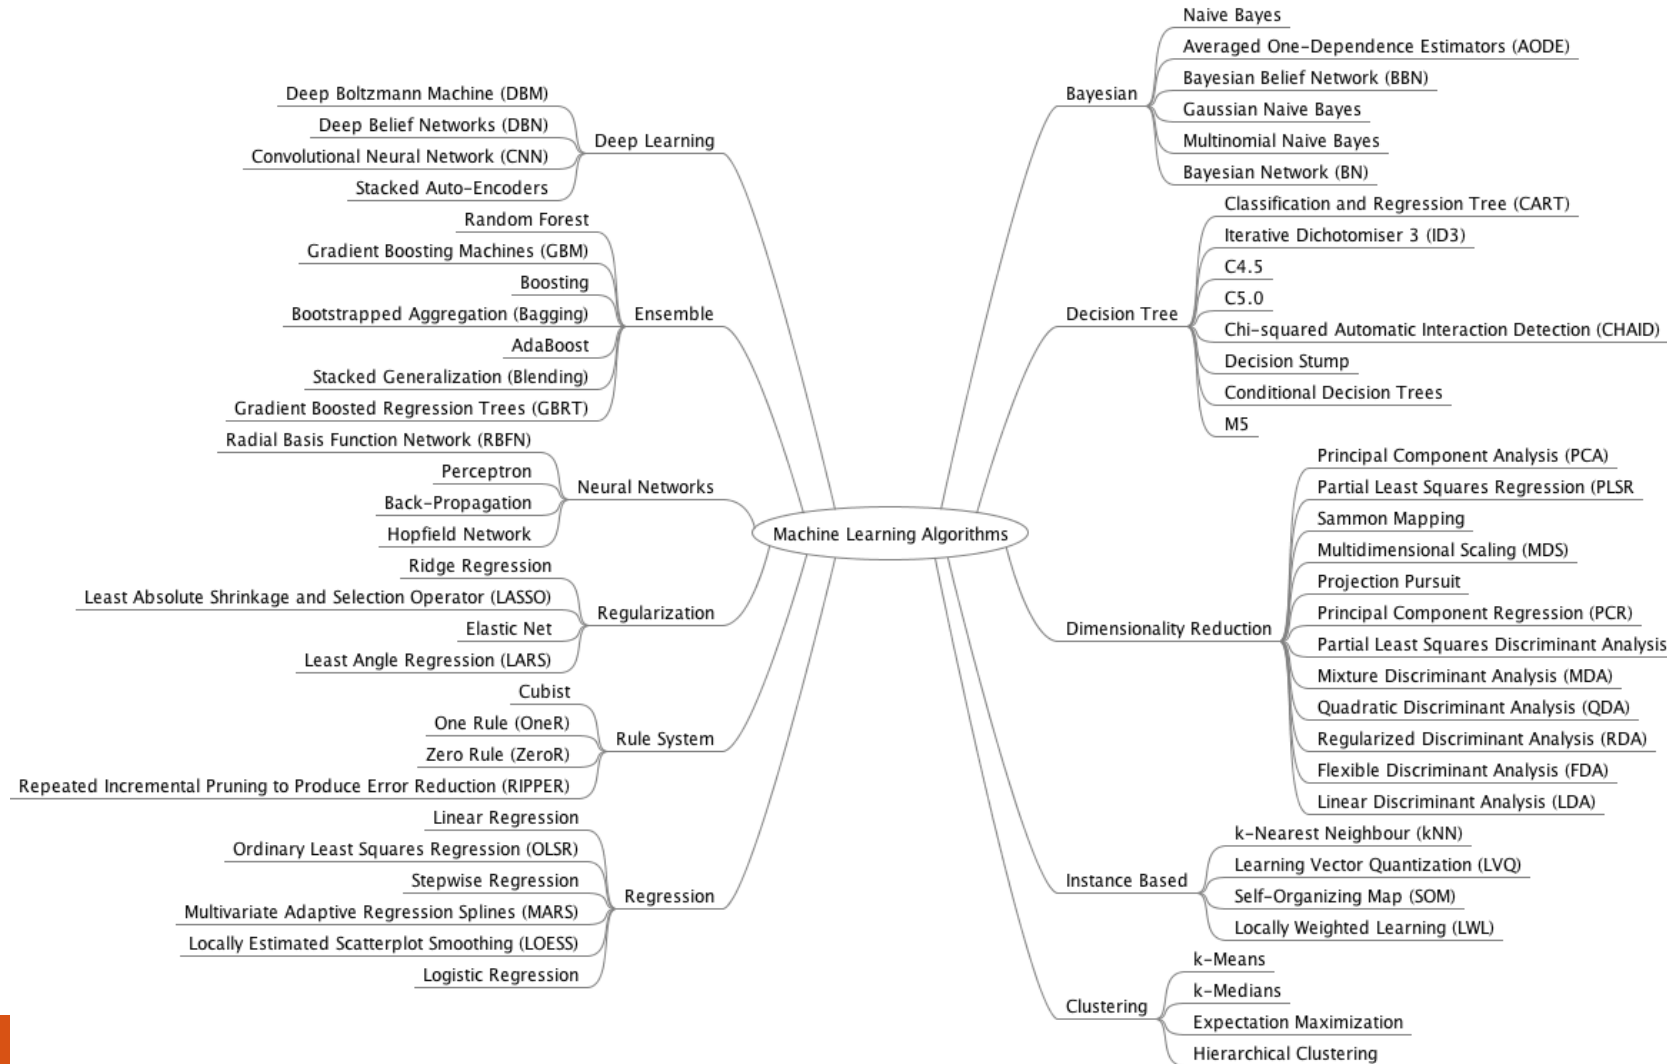 Machine Learning Algorithms
Deep Learning
Deep Boltzmann Machine (DBM)
Deep Belief Networks (DBN)
Convolutional Neural Network (CNN)
Stacked Auto-Encoders
Ensemble
Random Forest
Gradient Boosting Machines (GBM)
Boosting
Bootstrapped Aggregation (Bagging)
AdaBoost
Stacked Generalization (Blending)
Gradient Boosted Regression Trees (GBRT)
Neural Networks
Radial Basis Function Network (RBFN)
Perceptron
Back-Propagation
Hopfield Network
Regularization
Ridge Regression
Least Absolute Shrinkage and Selection Operator (LASSO)
Elastic Net
Least Angle Regression (LARS)
Rule System
Cubist
One Rule (OneR)
Zero Rule (ZeroR)
Repeated Incremental Pruning to Produce Error Reduction (RIPPER)
Regression
Linear Regression
Ordinary Least Squares Regression (OLSR)
Stepwise Regression
Multivariate Adaptive Regression Splines (MARS)
Locally Estimated Scatterplot Smoothing (LOESS)
Logistic Regression
Bayesian
Naive Bayes
Averaged One-Dependence Estimators (AODE)
Bayesian Belief Network (BBN)
Gaussian Naive Bayes
Multinomial Naive Bayes
Bayesian Network (BN)
Decision Tree
Classification and Regression Tree (CART)
Iterative Dichotomiser 3 (ID3)
C4.5
C5.0
Chi-squared Automatic Interaction Detection (CHAID)
Decision Stump
Conditional Decision Trees
M5
Dimensionality Reduction
Principal Component Analysis (PCA)
Partial Least Squares Regression (PLSR
Sammon Mapping
Multidimensional Scaling (MDS)
Projection Pursuit
Principal Component Regression (PCR)
Partial Least Squares Discriminant Analysis
Mixture Discriminant Analysis (MDA)
Quadratic Discriminant Analysis (QDA)
Regularized Discriminant Analysis (RDA)
Flexible Discriminant Analysis (FDA)
Linear Discriminant Analysis (LDA)
Instance Based
k-Nearest Neighbour (kNN)
Learning Vector Quantization (LVQ)
Self-Organizing Map (SOM)
Locally Weighted Learning (LWL)
Clustering
k-Means
k-Medians
Expectation Maximization
Hierarchical Clustering